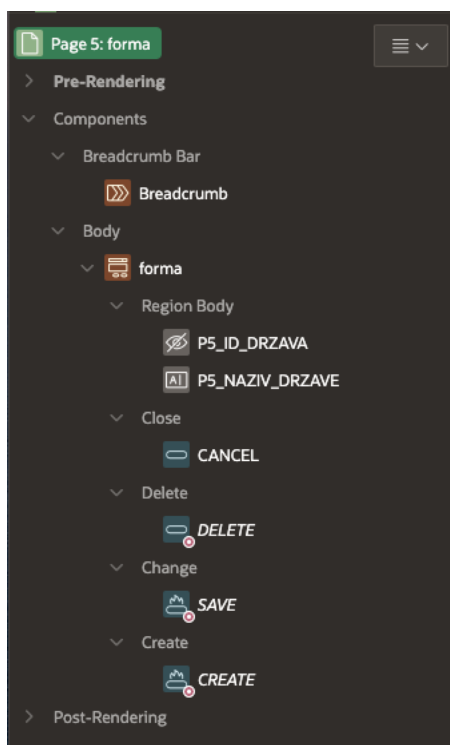 Page 5: forma
Pre-Rendering
Components
Breadcrumb Bar
Breadcrumb
Body
forma
Region Body
P5_ID_DRZAVA
P5_NAZIV_DRZAVE
Close
CANCEL
Delete
DELETE
Change
SAVE
Create
CREATE
Post-Rendering